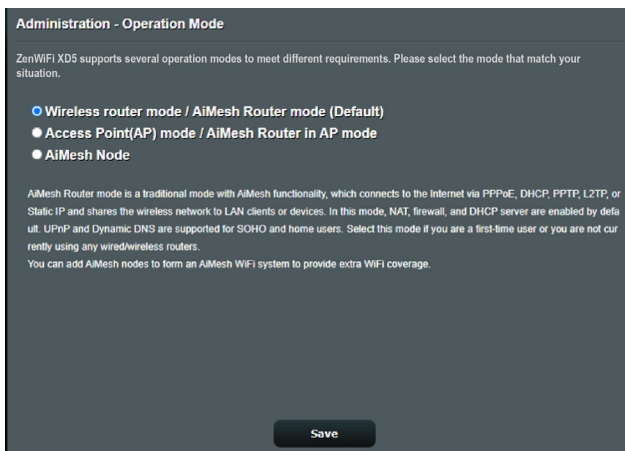 Administration - Operation Mode
ZenWiFi XD5 supports several operation modes to meet different requirements. Please select the mode that match your
situation.
Wireless router mode / AiMesh Router mode (Default)
Access Point(AP) mode / AiMesh Router in AP mode
AiMesh Node
AiMesh Router mode is a traditional mode with AiMesh functionality, which connects to the Internet via PPPoE, DHCP, PPTP, L2TP, or
Static IP and shares the wireless network to LAN clients or devices. In this mode, NAT, firewall, and DHCP server are enabled by defa
ult. UPnP and Dynamic DNS are supported for SOHO and home users. Select this mode if you are a first-time user or you are not cur
rently using any wired/wireless routers.
You can add AiMesh nodes to form an AiMesh WiFi system to provide extra WiFi coverage.
Save